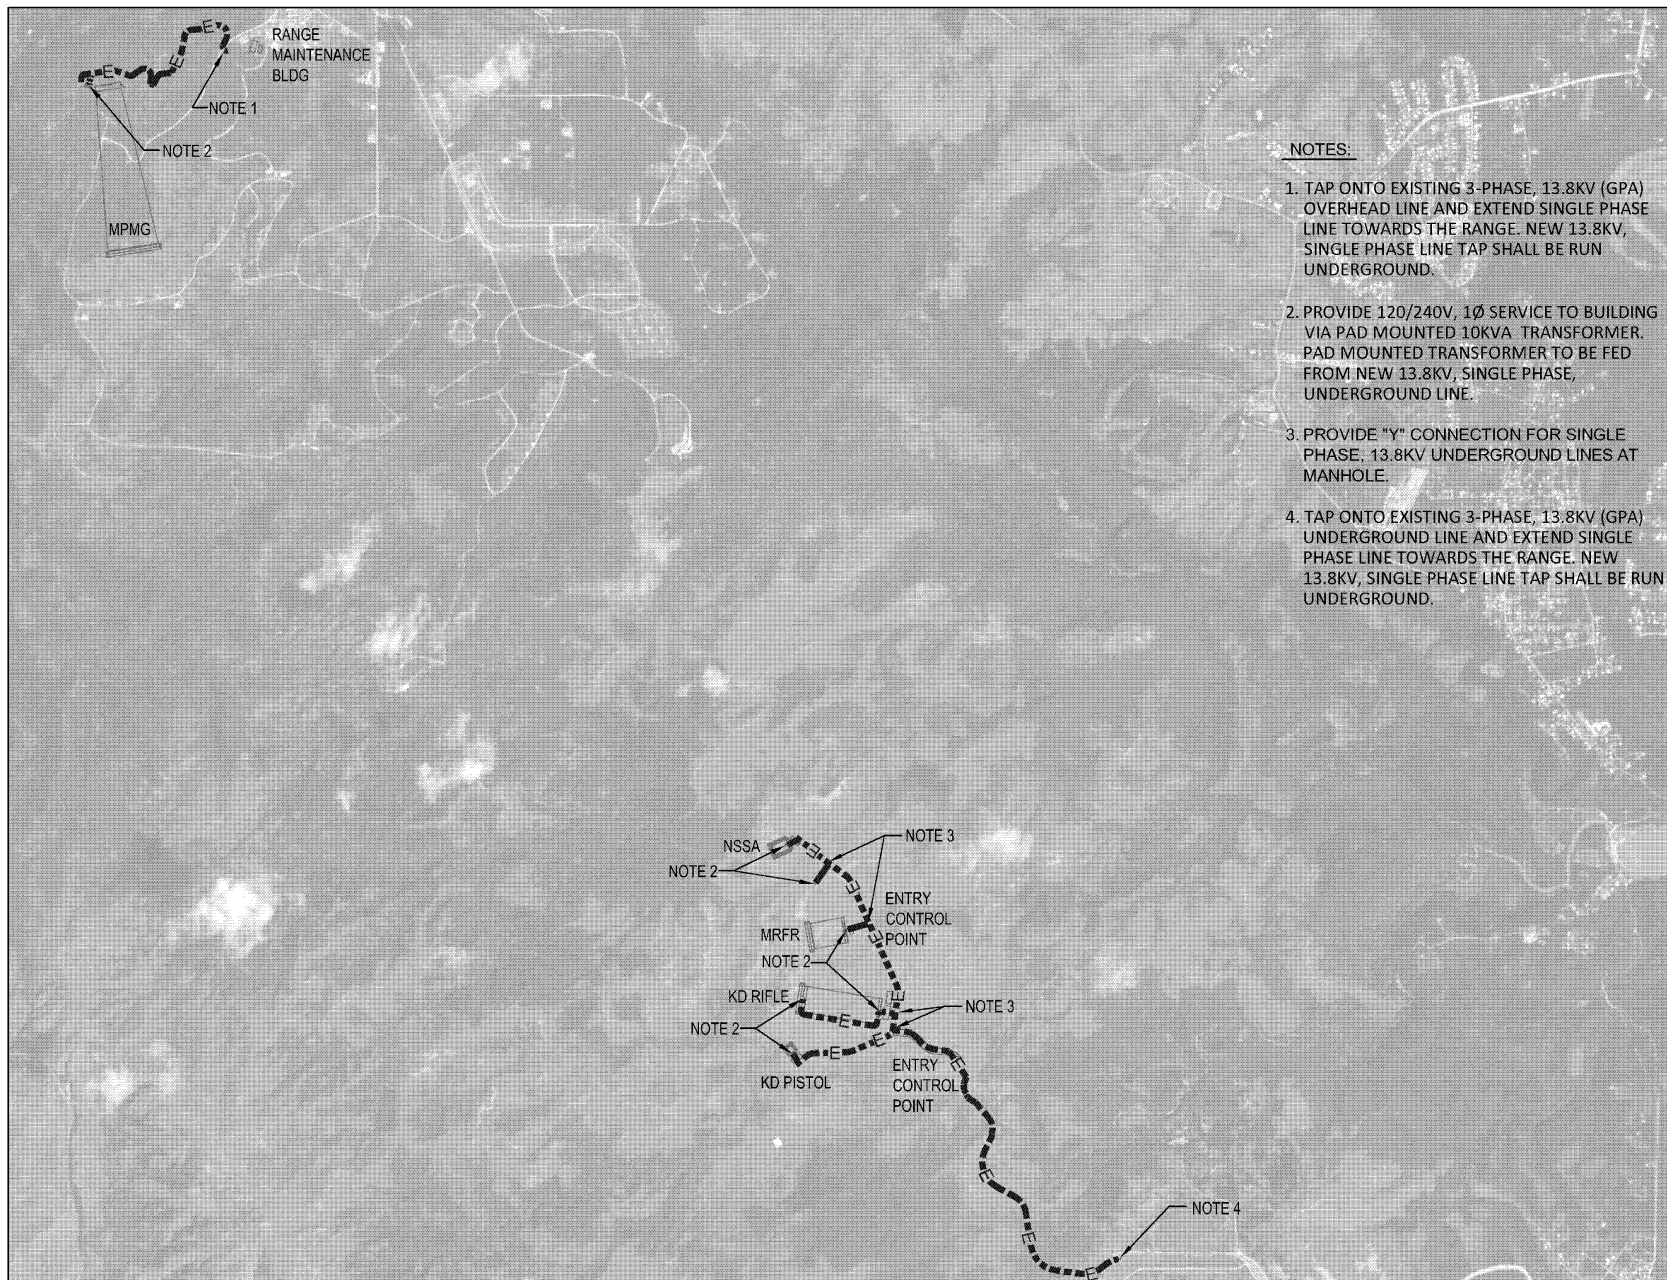 RANGE
MAINTENANCE
BLDG
E
E
E
NOTE 1
NOTE 2
MPMG
NOTES:
1. TAP ONTO EXISTING 3-PHASE, 13.8KV (GPA)
OVERHEAD LINE AND EXTEND SINGLE PHASE
LINE TOWARDS THE RANGE. NEW 13.8KV,
SINGLE PHASE LINE TAP SHALL BE RUN
UNDERGROUND.
2. PROVIDE 120/240V, 1Ø SERVICE TO BUILDING
VIA PAD MOUNTED 10KVA TRANSFORMER.
PAD MOUNTED TRANSFORMER TO BE FED
FROM NEW 13.8KV, SINGLE PHASE,
UNDERGROUND LINE.
3. PROVIDE "Y" CONNECTION FOR SINGLE
PHASE, 13.8KV UNDERGROUND LINES AT
MANHOLE.
4. TAP ONTO EXISTING 3-PHASE, 13.8KV (GPA)
UNDERGROUND LINE AND EXTEND SINGLE
PHASE LINE TOWARDS THE RANGE. NEW
13.8KV, SINGLE PHASE LINE TAP SHALL BE RUN
UNDERGROUND.
NOTE 3
NSSA
E
NOTE 2
E
ENTRY
CONTROL
POINT
MRFR
E
NOTE 2
KD RIFLE
E
NOTE 3
E
NOTE 2
E
E
KD PISTOL
E
ENTRY
CONTROL
POINT
E
NOTE 4
E
E